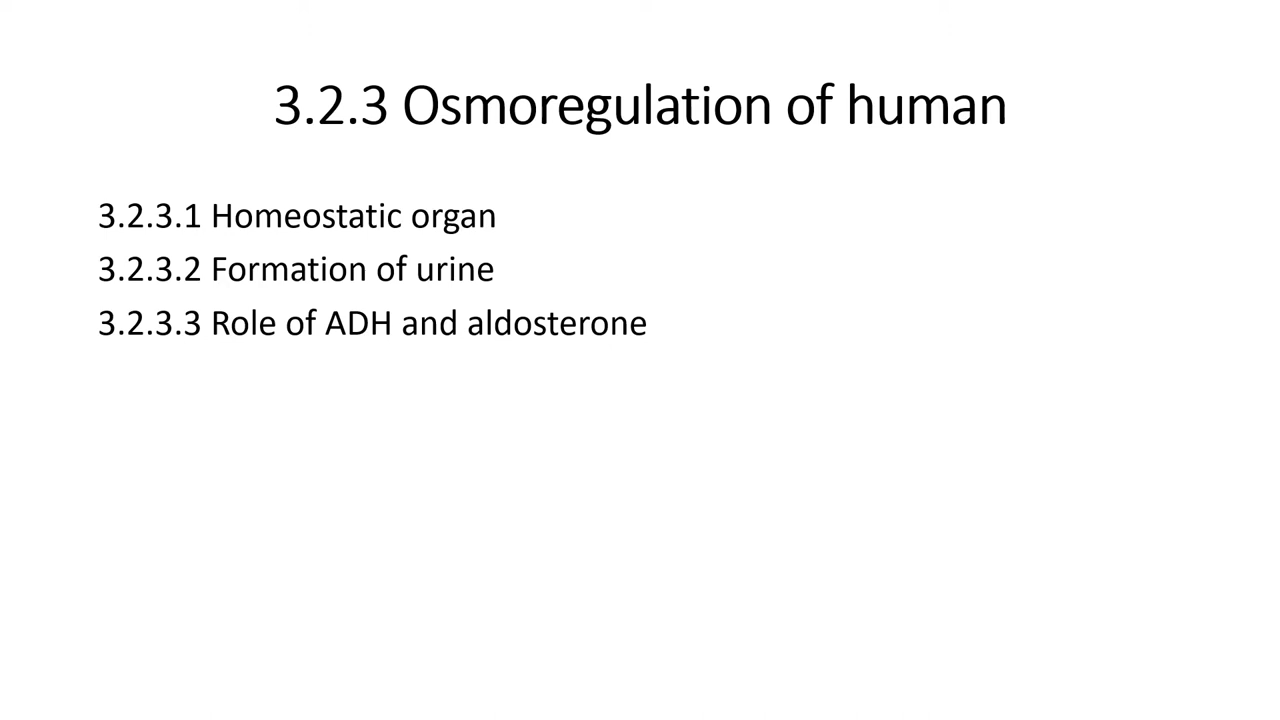 3.2.3 Osmoregulation of human
3.2.3.1 Homeostatic organ
3.2.3.2 Formation of urine
3.2.3.3 Role of ADH and aldosterone